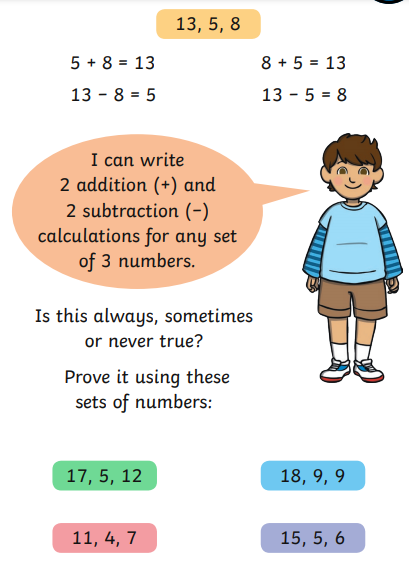 13, 5, 8
5 + 8 = 13
8 + 5 = 13
13 − 8 = 5
13 − 5 = 8
I can write
2 addition (+) and
2 subtraction (−)
calculations for any set
of 3 numbers.
Is this always, sometimes
or never true?
Prove it using these
sets of numbers:
17, 5, 12
18, 9, 9
11, 4, 7
15, 5, 6